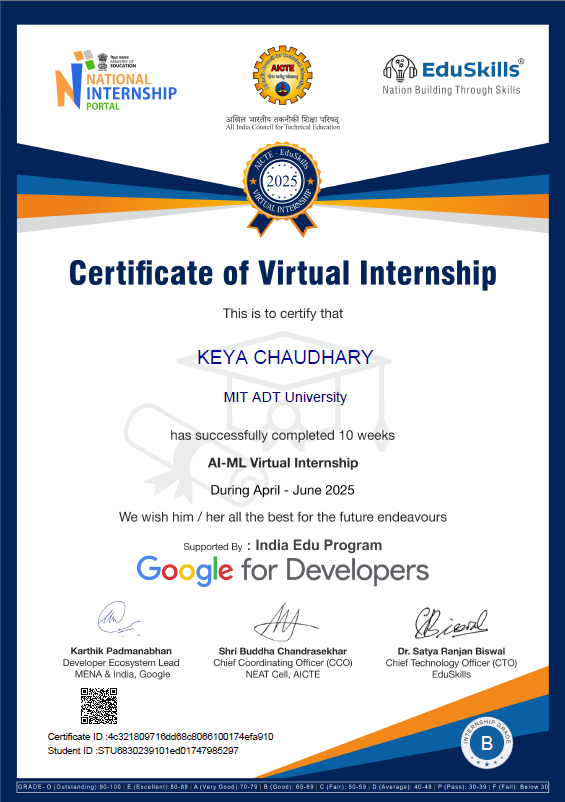 शिक्षा मंत्रालय
MINISTRY OF
EDUCATION
NATIONAL
INTERNSHIP
PORTAL
AICTE
अखिल भारतीय तकनीकी शिक्षा परिषद्
All India Council for Technical Education
EduSkills®
Nation Building Through Skills
AICTE - EduSkills
2025
VIRTUAL INTERNSHIP
Certificate of Virtual Internship
This is to certify that
KEYA CHAUDHARY
MIT ADT University
has successfully completed 10 weeks
AI-ML Virtual Internship
During April - June 2025
We wish him / her all the best for the future endeavours
Supported By : India Edu Program
Google for Developers
Karthik Padmanabhan
Developer Ecosystem Lead
MENA & India, Google
Shri Buddha Chandrasekhar
Chief Coordinating Officer (CCO)
NEAT Cell, AICTE
Dr. Satya Ranjan Biswal
Chief Technology Officer (CTO)
EduSkills
Certificate ID :4c321809716dd68c8066100174efa910
Student ID :STU6830239101ed01747985297
INTERNSHIP GRADE
B
GRADE- O (Outstanding):90-100 | E (Excellent):80-89 | A (Very Good):70-79 | B (Good): 60-69 | C (Fair): 50-59 | D (Average): 40-49 | P (Pass): 30-39 | F (Fail): Below 30